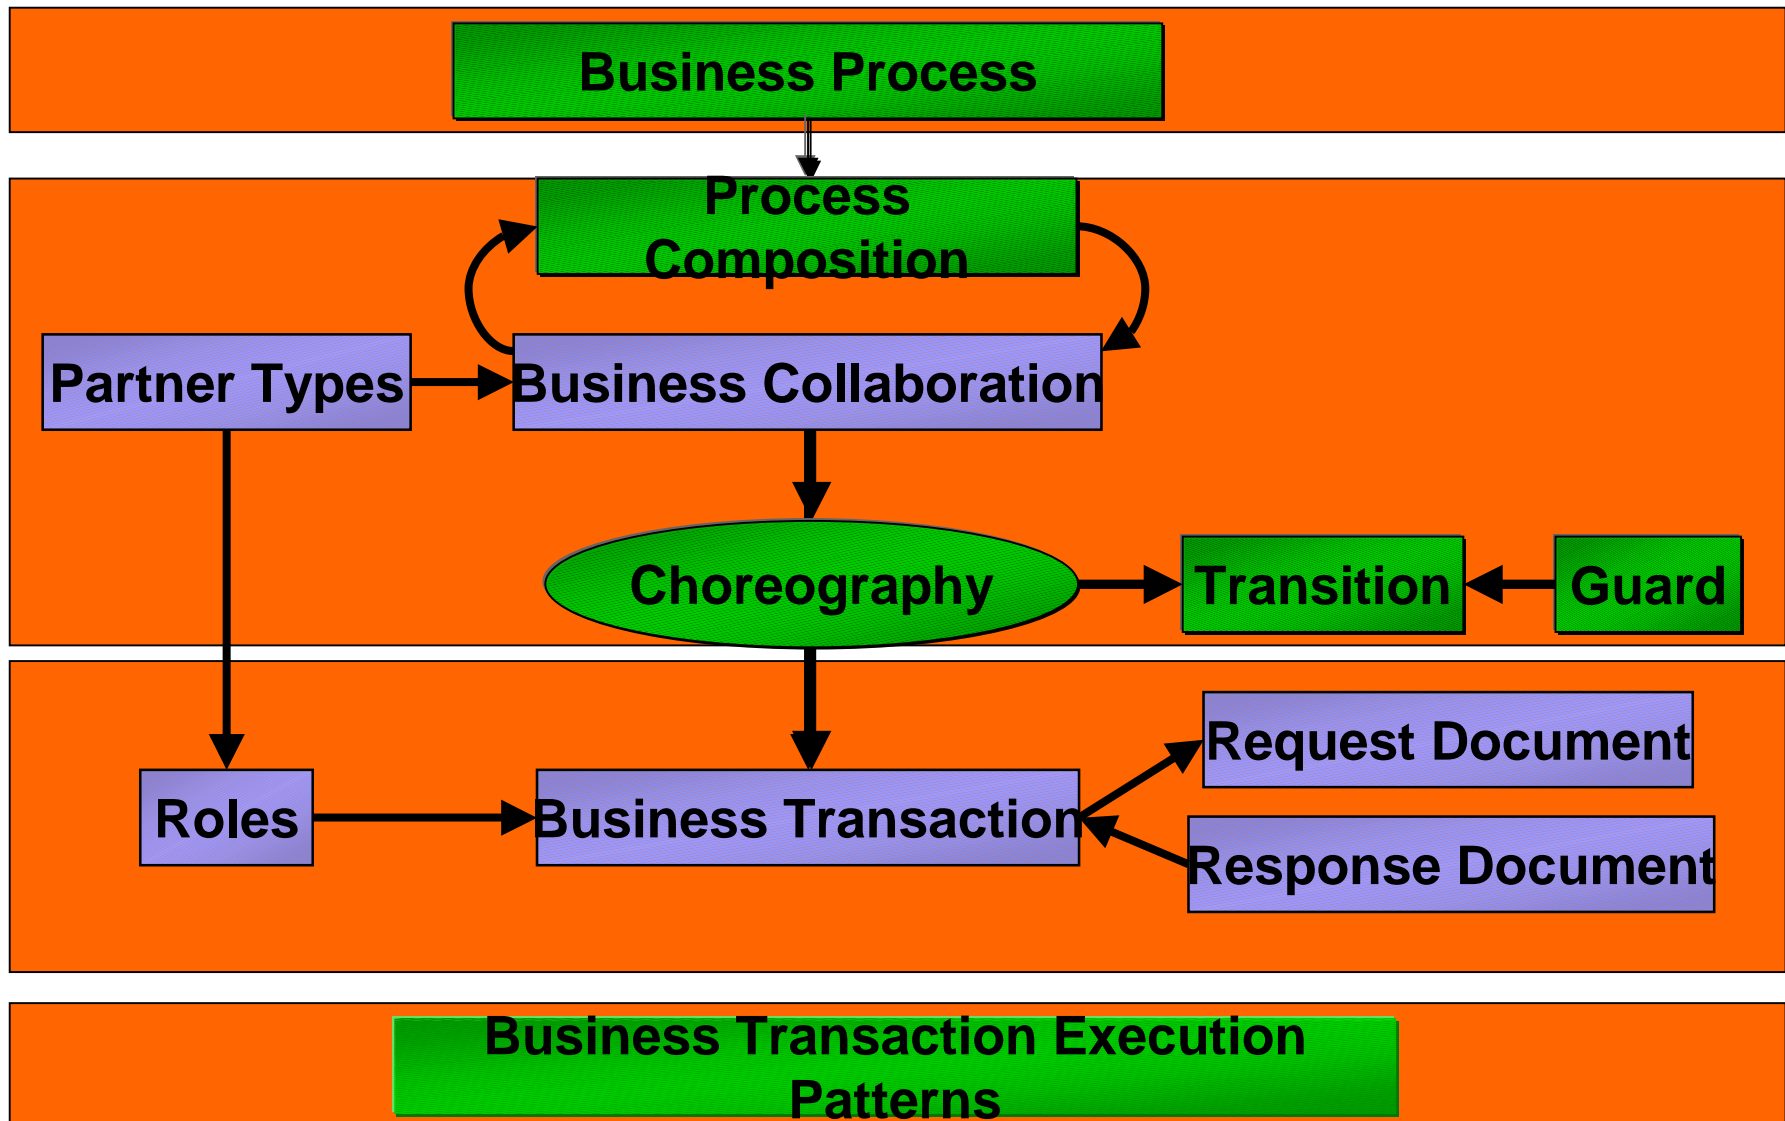 Business Process
Process
Composition
Partner Types
Business Collaboration
Choreography
Transition
Guard
Request Document
Roles
Business Transaction
Response Document
Business Transaction Execution
Patterns